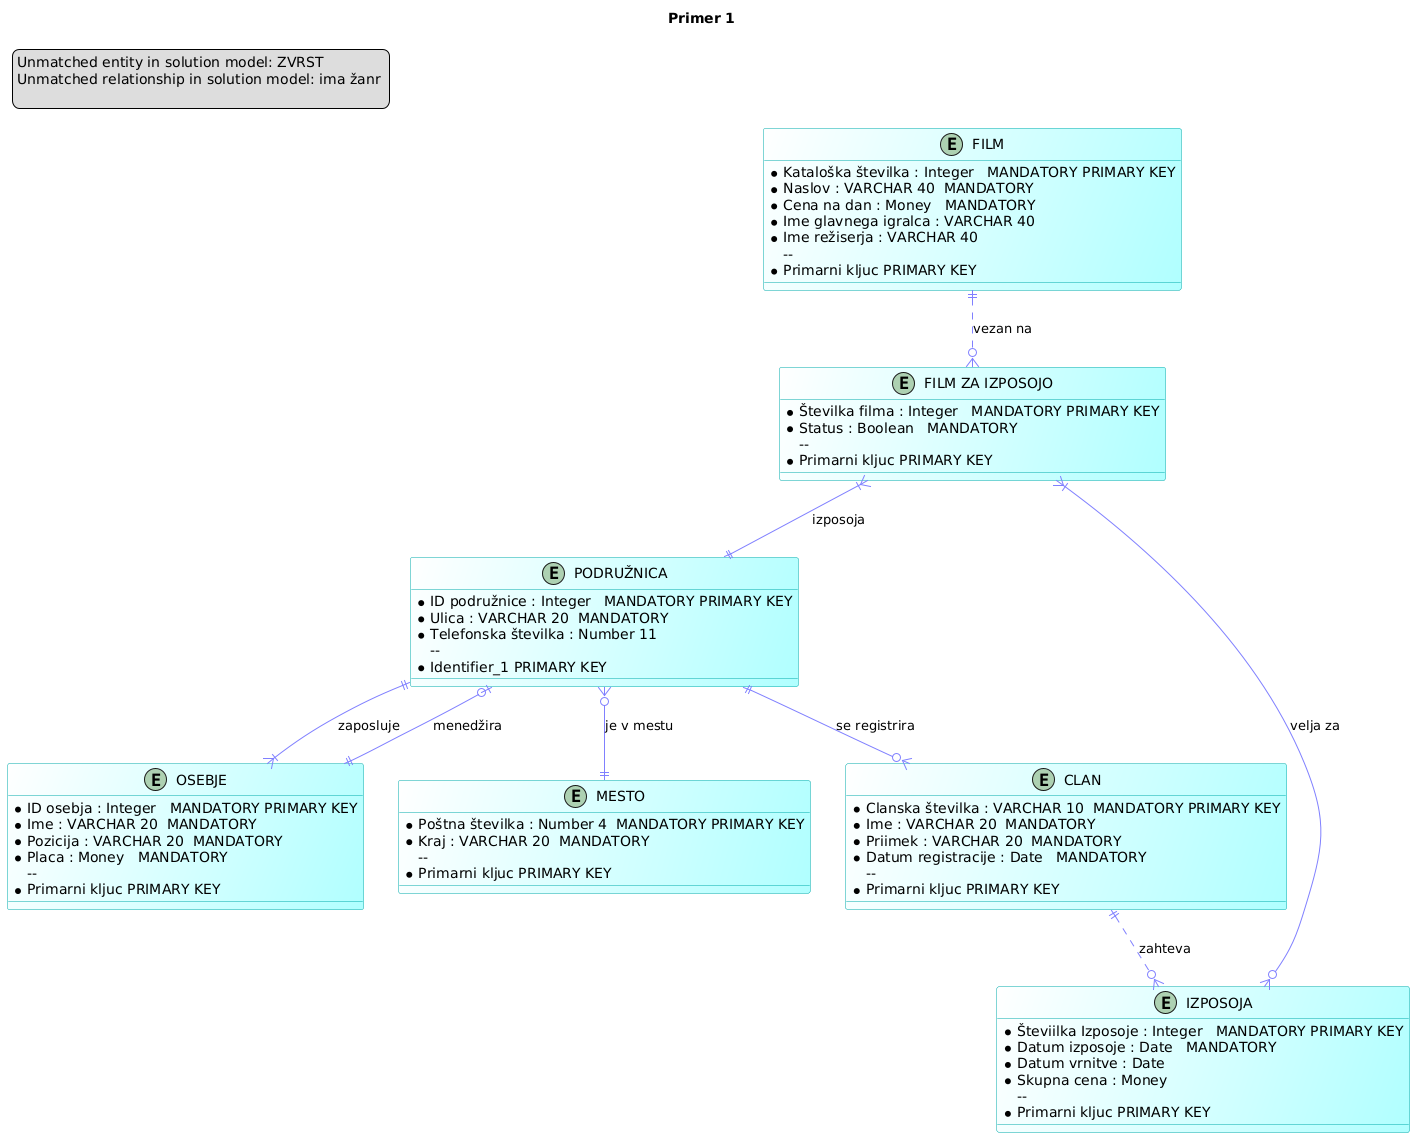 Primer 1
Unmatched entity in solution model: ZVRST
Unmatched relationship in solution model: ima žanr
E FILM
Kataloška številka : Integer   MANDATORY PRIMARY KEY
Naslov : VARCHAR 40  MANDATORY
Cena na dan : Money   MANDATORY
Ime glavnega igralca : VARCHAR 40
Ime režiserja : VARCHAR 40
--
Primarni kljuc PRIMARY KEY
vezan na
E FILM ZA IZPOSOJO
Številka filma : Integer   MANDATORY PRIMARY KEY
Status : Boolean   MANDATORY
--
Primarni kljuc PRIMARY KEY
izposoja
E PODRUŽNICA
ID podružnice : Integer   MANDATORY PRIMARY KEY
Ulica : VARCHAR 20  MANDATORY
Telefonska številka : Number 11
--
Identifier_1 PRIMARY KEY
zaposluje
menedžira
je v mestu
se registrira
velja za
E OSEBJE
ID osebja : Integer   MANDATORY PRIMARY KEY
Ime : VARCHAR 20  MANDATORY
Pozicija : VARCHAR 20  MANDATORY
Placa : Money   MANDATORY
--
Primarni kljuc PRIMARY KEY
E MESTO
Poštna številka : Number 4  MANDATORY PRIMARY KEY
Kraj : VARCHAR 20  MANDATORY
--
Primarni kljuc PRIMARY KEY
E CLAN
Clanska številka : VARCHAR 10  MANDATORY PRIMARY KEY
Ime : VARCHAR 20  MANDATORY
Priimek : VARCHAR 20  MANDATORY
Datum registracije : Date   MANDATORY
--
Primarni kljuc PRIMARY KEY
zahteva
E IZPOSOJA
Števiilka Izposoje : Integer   MANDATORY PRIMARY KEY
Datum izposoje : Date   MANDATORY
Datum vrnitve : Date
Skupna cena : Money
--
Primarni kljuc PRIMARY KEY